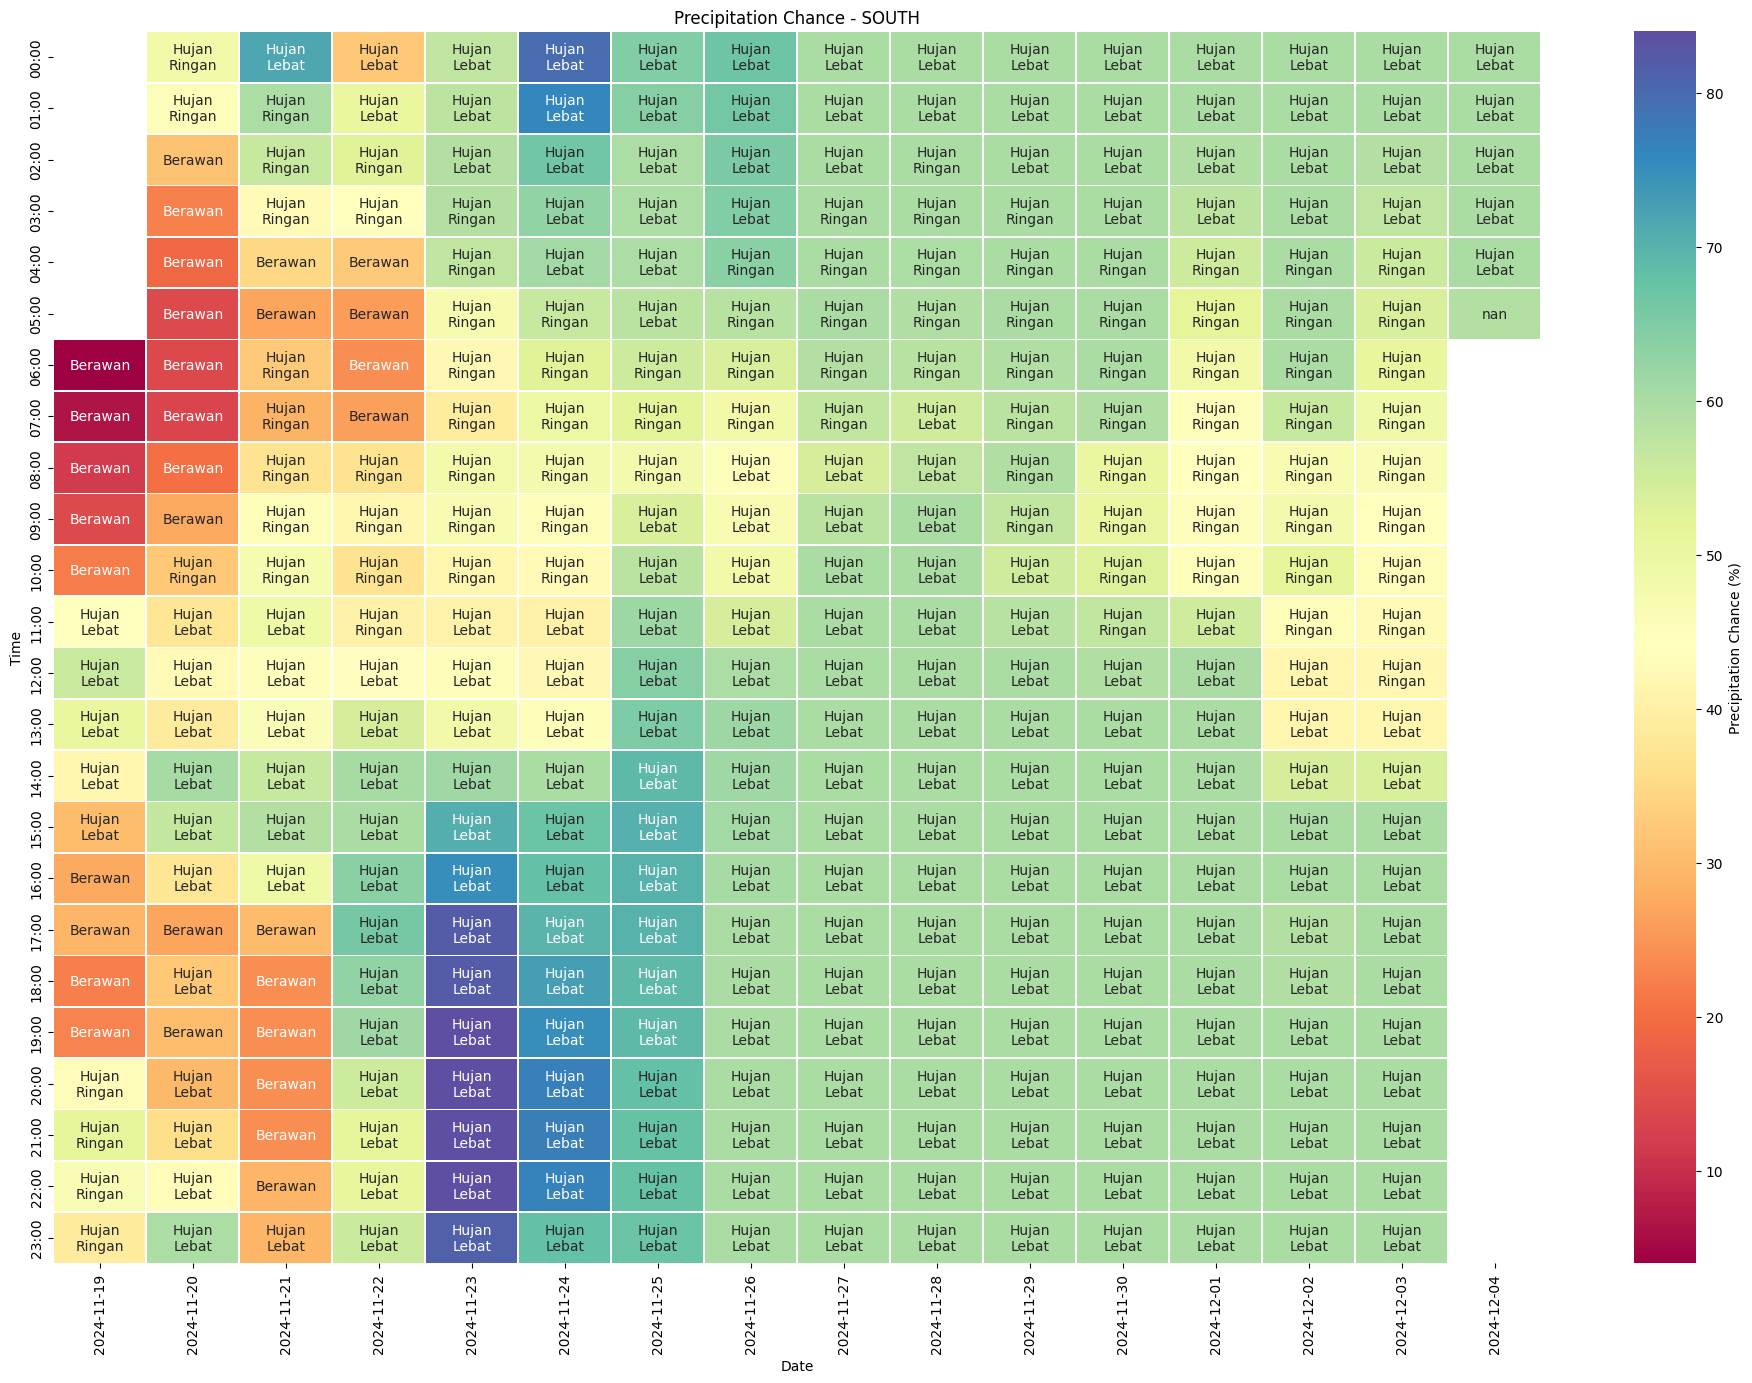 Precipitation Chance - SOUTH
00:00 Hujan Ringan Hujan Lebat Hujan Lebat Hujan Lebat Hujan Lebat Hujan Lebat Hujan Lebat Hujan Lebat Hujan Lebat Hujan Lebat Hujan Lebat Hujan Lebat Hujan Lebat Hujan Lebat Hujan Lebat
01:00 Hujan Ringan Hujan Ringan Hujan Lebat Hujan Lebat Hujan Lebat Hujan Lebat Hujan Lebat Hujan Lebat Hujan Lebat Hujan Lebat Hujan Lebat Hujan Lebat Hujan Lebat Hujan Lebat Hujan Lebat
02:00 Berawan Hujan Ringan Hujan Ringan Hujan Lebat Hujan Lebat Hujan Lebat Hujan Lebat Hujan Lebat Hujan Ringan Hujan Lebat Hujan Lebat Hujan Lebat Hujan Lebat Hujan Lebat Hujan Lebat
03:00 Berawan Hujan Ringan Hujan Ringan Hujan Ringan Hujan Lebat Hujan Lebat Hujan Lebat Hujan Ringan Hujan Ringan Hujan Ringan Hujan Lebat Hujan Lebat Hujan Lebat Hujan Lebat Hujan Lebat
04:00 Berawan Berawan Berawan Hujan Ringan Hujan Lebat Hujan Lebat Hujan Ringan Hujan Ringan Hujan Ringan Hujan Ringan Hujan Ringan Hujan Ringan Hujan Ringan Hujan Ringan Hujan Lebat
05:00 Berawan Berawan Berawan Hujan Ringan Hujan Ringan Hujan Lebat Hujan Ringan Hujan Ringan Hujan Ringan Hujan Ringan Hujan Ringan Hujan Ringan Hujan Ringan Hujan Ringan nan
06:00 Berawan Berawan Hujan Ringan Berawan Hujan Ringan Hujan Ringan Hujan Ringan Hujan Ringan Hujan Ringan Hujan Ringan Hujan Ringan Hujan Ringan Hujan Ringan Hujan Ringan Hujan Ringan
07:00 Berawan Berawan Hujan Ringan Berawan Hujan Ringan Hujan Ringan Hujan Ringan Hujan Ringan Hujan Ringan Hujan Lebat Hujan Ringan Hujan Ringan Hujan Ringan Hujan Ringan Hujan Ringan
08:00 Berawan Berawan Hujan Ringan Hujan Ringan Hujan Ringan Hujan Ringan Hujan Ringan Hujan Lebat Hujan Lebat Hujan Lebat Hujan Ringan Hujan Ringan Hujan Ringan Hujan Ringan Hujan Ringan
09:00 Berawan Berawan Hujan Ringan Hujan Ringan Hujan Ringan Hujan Ringan Hujan Lebat Hujan Lebat Hujan Lebat Hujan Lebat Hujan Ringan Hujan Ringan Hujan Ringan Hujan Ringan Hujan Ringan
10:00 Berawan Hujan Ringan Hujan Ringan Hujan Ringan Hujan Ringan Hujan Ringan Hujan Lebat Hujan Lebat Hujan Lebat Hujan Lebat Hujan Lebat Hujan Ringan Hujan Ringan Hujan Ringan Hujan Ringan
11:00 Hujan Lebat Hujan Lebat Hujan Lebat Hujan Ringan Hujan Lebat Hujan Lebat Hujan Lebat Hujan Lebat Hujan Lebat Hujan Lebat Hujan Lebat Hujan Ringan Hujan Lebat Hujan Ringan Hujan Ringan
12:00 Hujan Lebat Hujan Lebat Hujan Lebat Hujan Lebat Hujan Lebat Hujan Lebat Hujan Lebat Hujan Lebat Hujan Lebat Hujan Lebat Hujan Lebat Hujan Lebat Hujan Lebat Hujan Lebat Hujan Ringan
13:00 Hujan Lebat Hujan Lebat Hujan Lebat Hujan Lebat Hujan Lebat Hujan Lebat Hujan Lebat Hujan Lebat Hujan Lebat Hujan Lebat Hujan Lebat Hujan Lebat Hujan Lebat Hujan Lebat Hujan Lebat
14:00 Hujan Lebat Hujan Lebat Hujan Lebat Hujan Lebat Hujan Lebat Hujan Lebat Hujan Lebat Hujan Lebat Hujan Lebat Hujan Lebat Hujan Lebat Hujan Lebat Hujan Lebat Hujan Lebat Hujan Lebat
15:00 Hujan Lebat Hujan Lebat Hujan Lebat Hujan Lebat Hujan Lebat Hujan Lebat Hujan Lebat Hujan Lebat Hujan Lebat Hujan Lebat Hujan Lebat Hujan Lebat Hujan Lebat Hujan Lebat Hujan Lebat
16:00 Berawan Hujan Lebat Hujan Lebat Hujan Lebat Hujan Lebat Hujan Lebat Hujan Lebat Hujan Lebat Hujan Lebat Hujan Lebat Hujan Lebat Hujan Lebat Hujan Lebat Hujan Lebat Hujan Lebat
17:00 Berawan Berawan Berawan Hujan Lebat Hujan Lebat Hujan Lebat Hujan Lebat Hujan Lebat Hujan Lebat Hujan Lebat Hujan Lebat Hujan Lebat Hujan Lebat Hujan Lebat Hujan Lebat
18:00 Berawan Hujan Lebat Berawan Hujan Lebat Hujan Lebat Hujan Lebat Hujan Lebat Hujan Lebat Hujan Lebat Hujan Lebat Hujan Lebat Hujan Lebat Hujan Lebat Hujan Lebat Hujan Lebat
19:00 Berawan Berawan Berawan Hujan Lebat Hujan Lebat Hujan Lebat Hujan Lebat Hujan Lebat Hujan Lebat Hujan Lebat Hujan Lebat Hujan Lebat Hujan Lebat Hujan Lebat Hujan Lebat
20:00 Hujan Ringan Hujan Lebat Berawan Hujan Lebat Hujan Lebat Hujan Lebat Hujan Lebat Hujan Lebat Hujan Lebat Hujan Lebat Hujan Lebat Hujan Lebat Hujan Lebat Hujan Lebat Hujan Lebat
21:00 Hujan Ringan Hujan Lebat Berawan Hujan Lebat Hujan Lebat Hujan Lebat Hujan Lebat Hujan Lebat Hujan Lebat Hujan Lebat Hujan Lebat Hujan Lebat Hujan Lebat Hujan Lebat Hujan Lebat
22:00 Hujan Ringan Hujan Lebat Berawan Hujan Lebat Hujan Lebat Hujan Lebat Hujan Lebat Hujan Lebat Hujan Lebat Hujan Lebat Hujan Lebat Hujan Lebat Hujan Lebat Hujan Lebat Hujan Lebat
23:00 Hujan Ringan Hujan Lebat Hujan Lebat Hujan Lebat Hujan Lebat Hujan Lebat Hujan Lebat Hujan Lebat Hujan Lebat Hujan Lebat Hujan Lebat Hujan Lebat Hujan Lebat Hujan Lebat Hujan Lebat
Time
2024-11-19 2024-11-20 2024-11-21 2024-11-22 2024-11-23 2024-11-24 2024-11-25 2024-11-26 2024-11-27 2024-11-28 2024-11-29 2024-11-30 2024-12-01 2024-12-02 2024-12-03 2024-12-04
Date
80
70
60
50
40
30
20
10
Precipitation Chance (%)